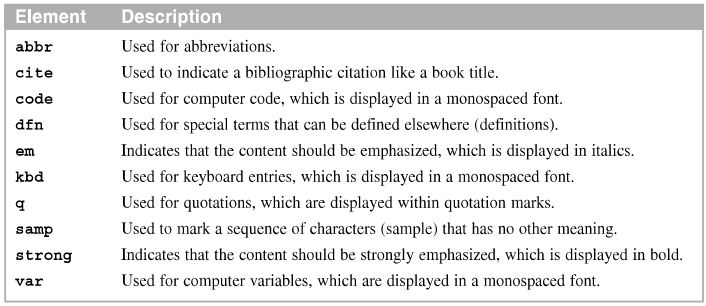 Element Description
abbr Used for abbreviations.
cite Used to indicate a bibliographic citation like a book title.
code Used for computer code, which is displayed in a monospaced font.
dfn Used for special terms that can be defined elsewhere (definitions).
em Indicates that the content should be emphasized, which is displayed in italics.
kbd Used for keyboard entries, which is displayed in a monospaced font.
q Used for quotations, which are displayed within quotation marks.
samp Used to mark a sequence of characters (sample) that has no other meaning.
strong Indicates that the content should be strongly emphasized, which is displayed in bold.
var Used for computer variables, which are displayed in a monospaced font.